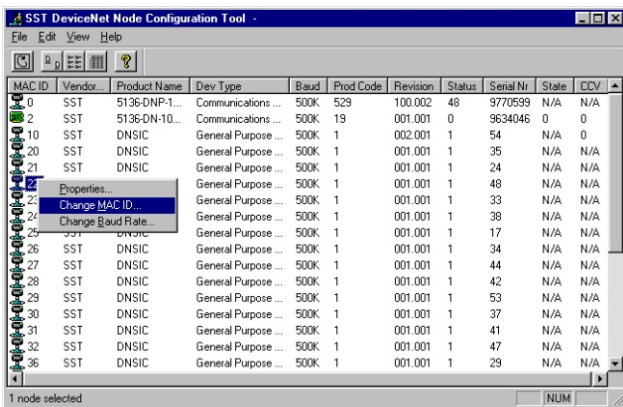 SST DeviceNet Node Configuration Tool -
File Edit View Help
MAC ID Vendor... Product Name Dev Type Baud Prod Code Revision Status Serial Nr State CCV
0 SST 5136-DNP-1... Communications ... 500K 529 100.002 48 9770599 N/A N/A
2 SST 5136-DN-10... Communications ... 500K 19 001.001 0 9634046 0 0
10 SST DNSIC General Purpose ... 500K 1 002.001 1 54 N/A 0
20 SST DNSIC General Purpose ... 500K 1 001.001 1 35 N/A N/A
21 SST DNSIC General Purpose ... 500K 1 001.001 1 24 N/A N/A
General Purpose ... 500K 1 001.001 1 48 N/A N/A
Properties...
23 General Purpose ... 500K 1 001.001 1 33 N/A N/A
Change MAC ID...
24 General Purpose ... 500K 1 001.001 1 38 N/A N/A
Change Baud Rate...
25 SST DNSIC General Purpose ... 500K 1 001.001 1 17 N/A N/A
26 SST DNSIC General Purpose ... 500K 1 001.001 1 34 N/A N/A
27 SST DNSIC General Purpose ... 500K 1 001.001 1 44 N/A N/A
28 SST DNSIC General Purpose ... 500K 1 001.001 1 42 N/A N/A
29 SST DNSIC General Purpose ... 500K 1 001.001 1 53 N/A N/A
30 SST DNSIC General Purpose ... 500K 1 001.001 1 37 N/A N/A
31 SST DNSIC General Purpose ... 500K 1 001.001 1 41 N/A N/A
32 SST DNSIC General Purpose ... 500K 1 001.001 1 47 N/A N/A
36 SST DNSIC General Purpose ... 500K 1 001.001 1 29 N/A N/A
1 node selected NUM